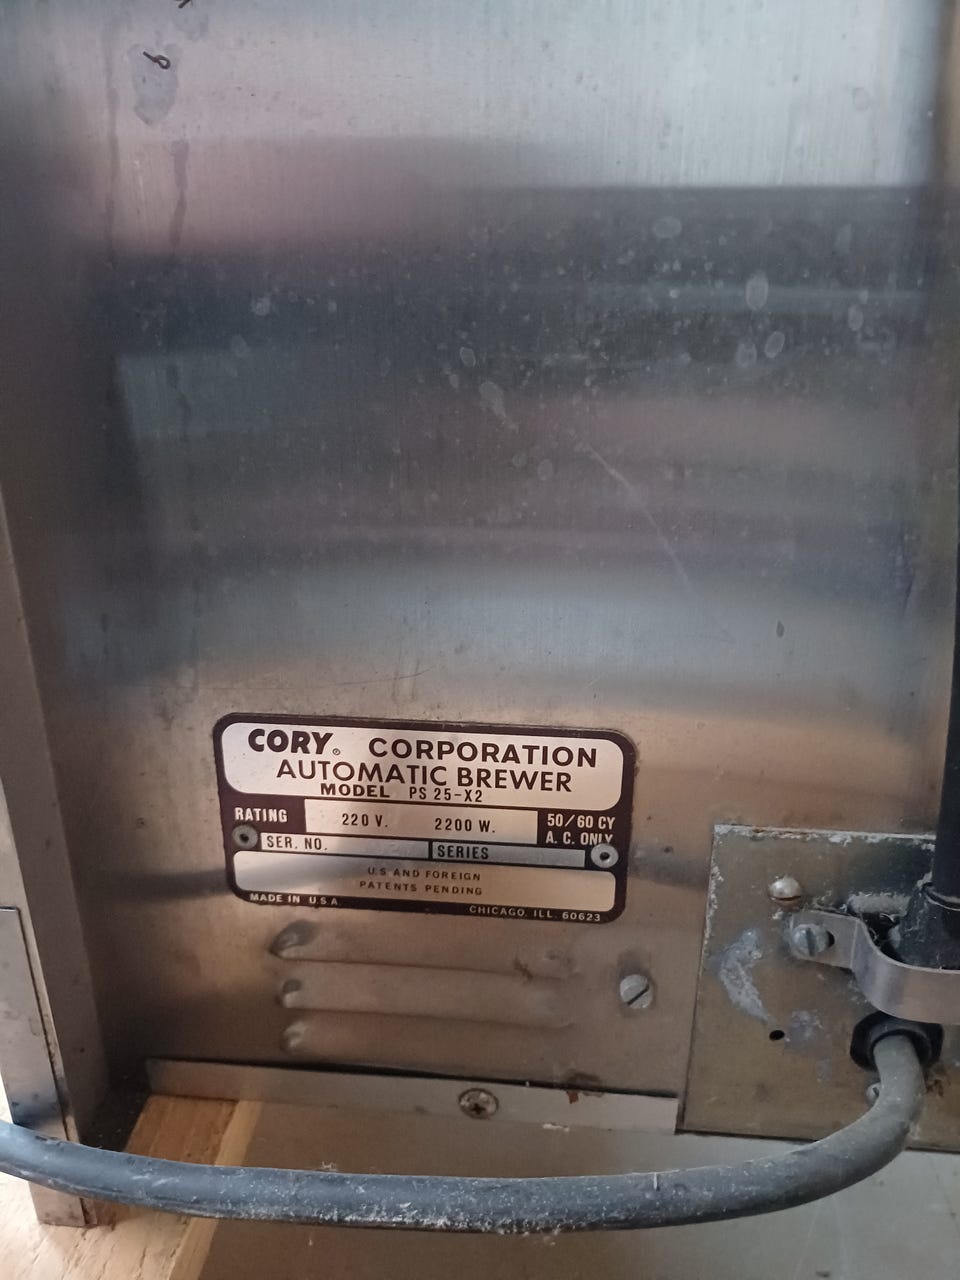 CORY® CORPORATION
AUTOMATIC BREWER
MODEL PS 25-X2
RATING 220 V. 2200 W. 50/60 CY
A.C. ONLY
SER. NO. SERIES
U.S AND FOREIGN
PATENTS PENDING
MADE IN U.S.A. CHICAGO, ILL. 60623